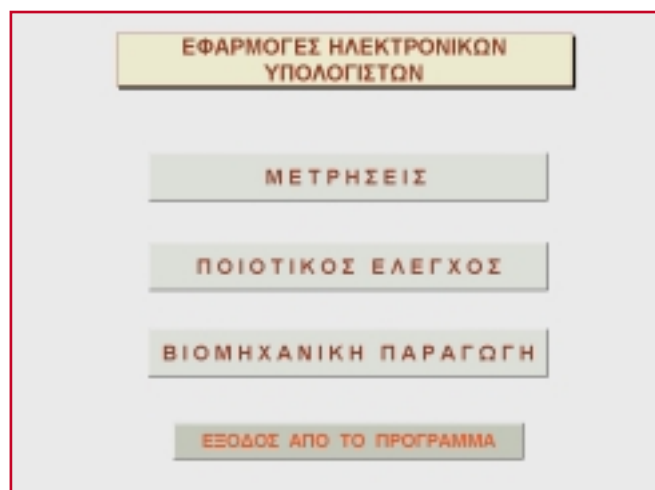 ΕΦΑΡΜΟΓΕΣ ΗΛΕΚΤΡΟΝΙΚΩΝ
ΥΠΟΛΟΓΙΣΤΩΝ
ΜΕΤΡΗΣΕΙΣ
ΠΟΙΟΤΙΚΟΣ ΕΛΕΓΧΟΣ
ΒΙΟΜΗΧΑΝΙΚΗ ΠΑΡΑΓΩΓΗ
ΕΞΟΔΟΣ ΑΠΟ ΤΟ ΠΡΟΓΡΑΜΜΑ